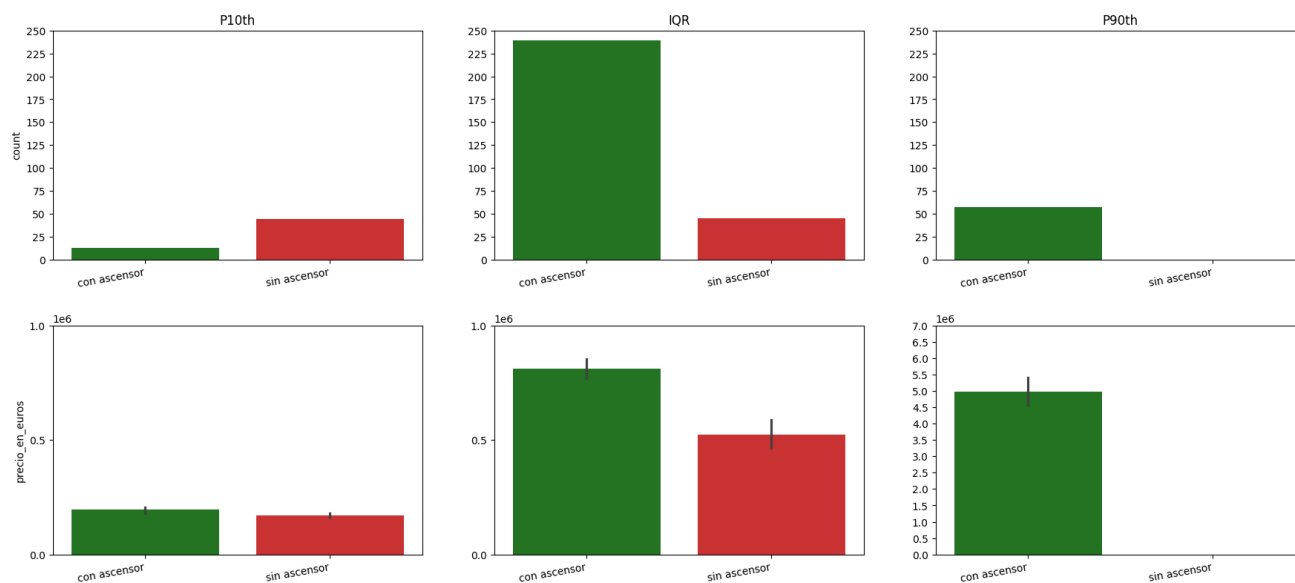 P10th
IQR
P90th
count
250
225
200
175
150
125
100
75
50
25
0
con ascensor
sin ascensor
250
225
200
175
150
125
100
75
50
25
0
con ascensor
sin ascensor
250
225
200
175
150
125
100
75
50
25
0
con ascensor
sin ascensor
precio_en_euros
1e6
1.0
0.5
0.0
con ascensor
sin ascensor
1e6
1.0
0.5
0.0
con ascensor
sin ascensor
1e6
7.0
6.5
6.0
5.5
5.0
4.5
4.0
3.5
3.0
2.5
2.0
1.5
1.0
0.5
0.0
con ascensor
sin ascensor